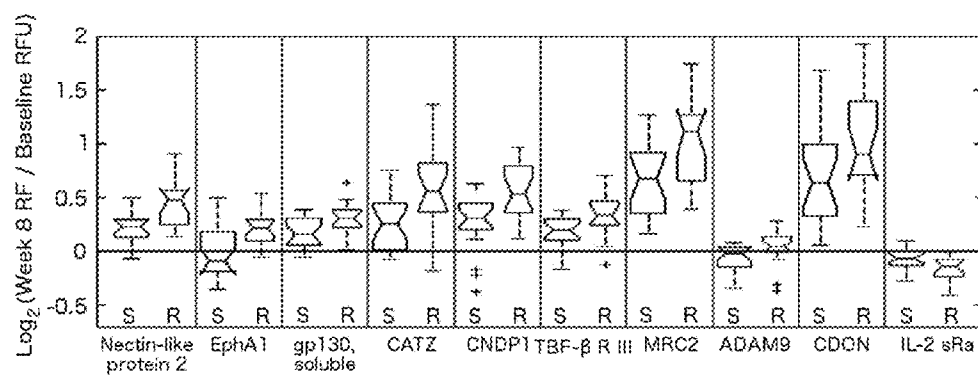 Log2 (Week 8 RF / Baseline RFU)
2
1.5
1
0.5
0
-0.5
S R S R S R S R S R S R S R S R S R S R
Nectin-like protein 2
EphA1
gp130, soluble
CATZ
CNDP1
TBF-β R III
MRC2
ADAM9
CDON
IL-2 sRa